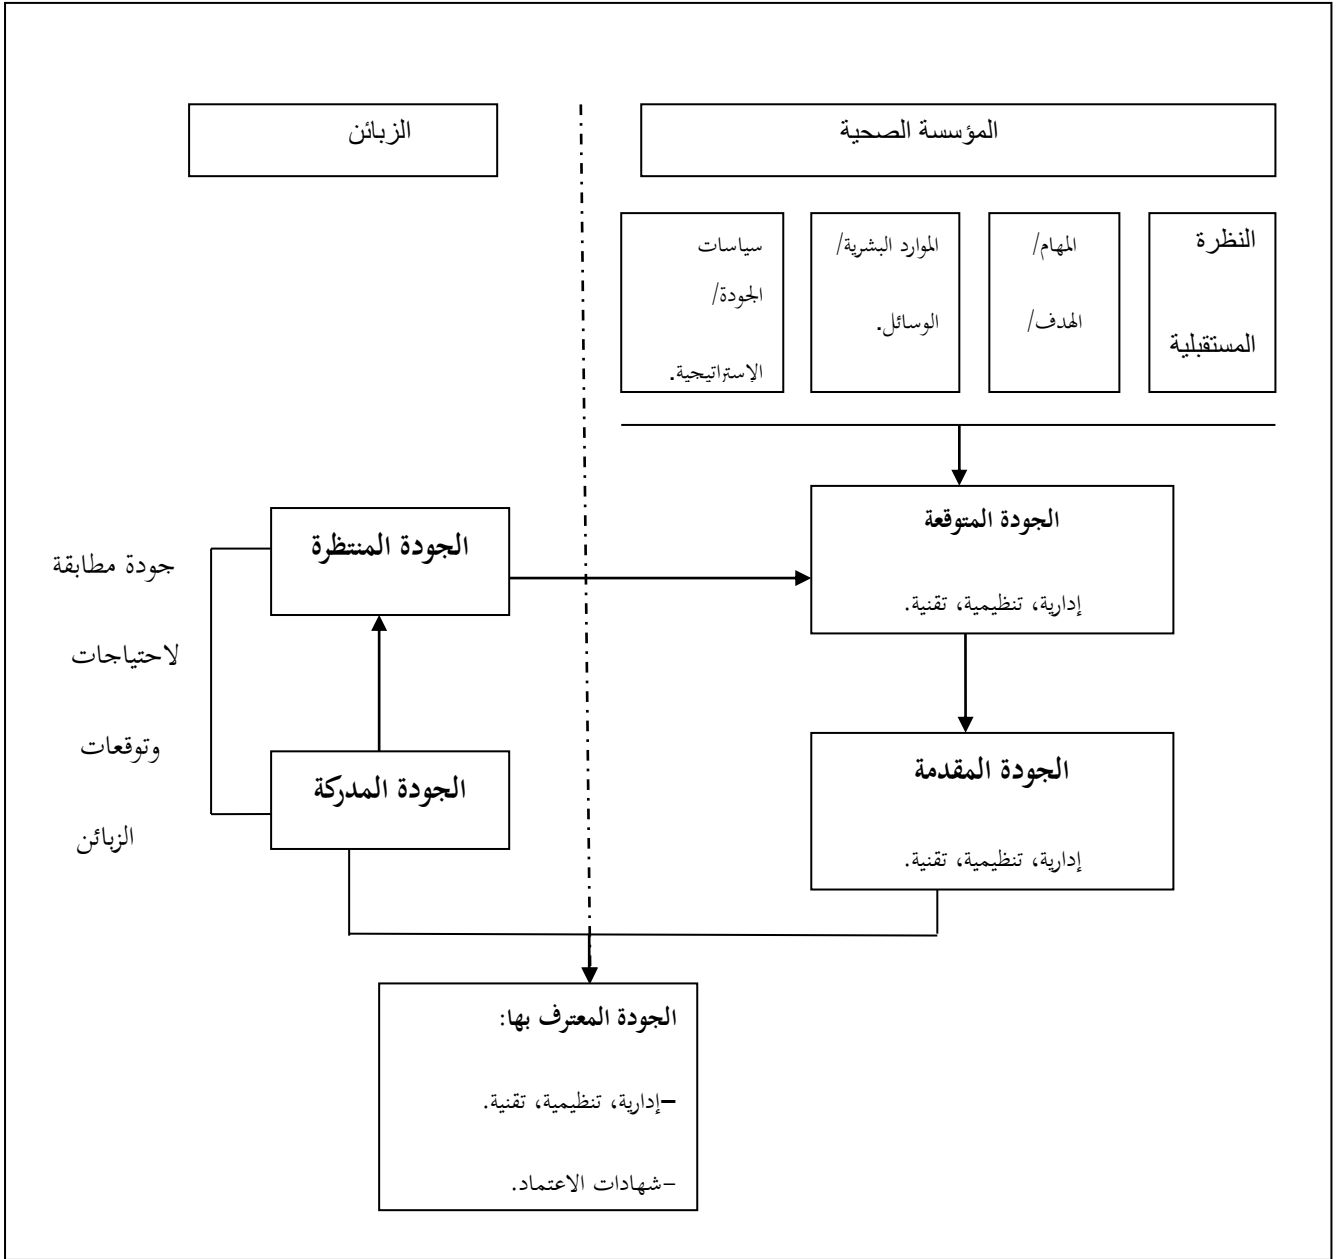 المؤسسة الصحية
الزبائن
النظرة
المستقبلية
المهام/
الهدف/
الموارد البشرية/
الوسائل.
سياسات
الجودة/
الإستراتيجية.
الجودة المتوقعة
إدارية، تنظيمية، تقنية.
الجودة المنتظرة
جودة مطابقة
لاحتياجات
وتوقعات
الزبائن
الجودة المقدمة
إدارية، تنظيمية، تقنية.
الجودة المدركة
الجودة المعترف بها:
–إدارية، تنظيمية، تقنية.
-شهادات الاعتماد.